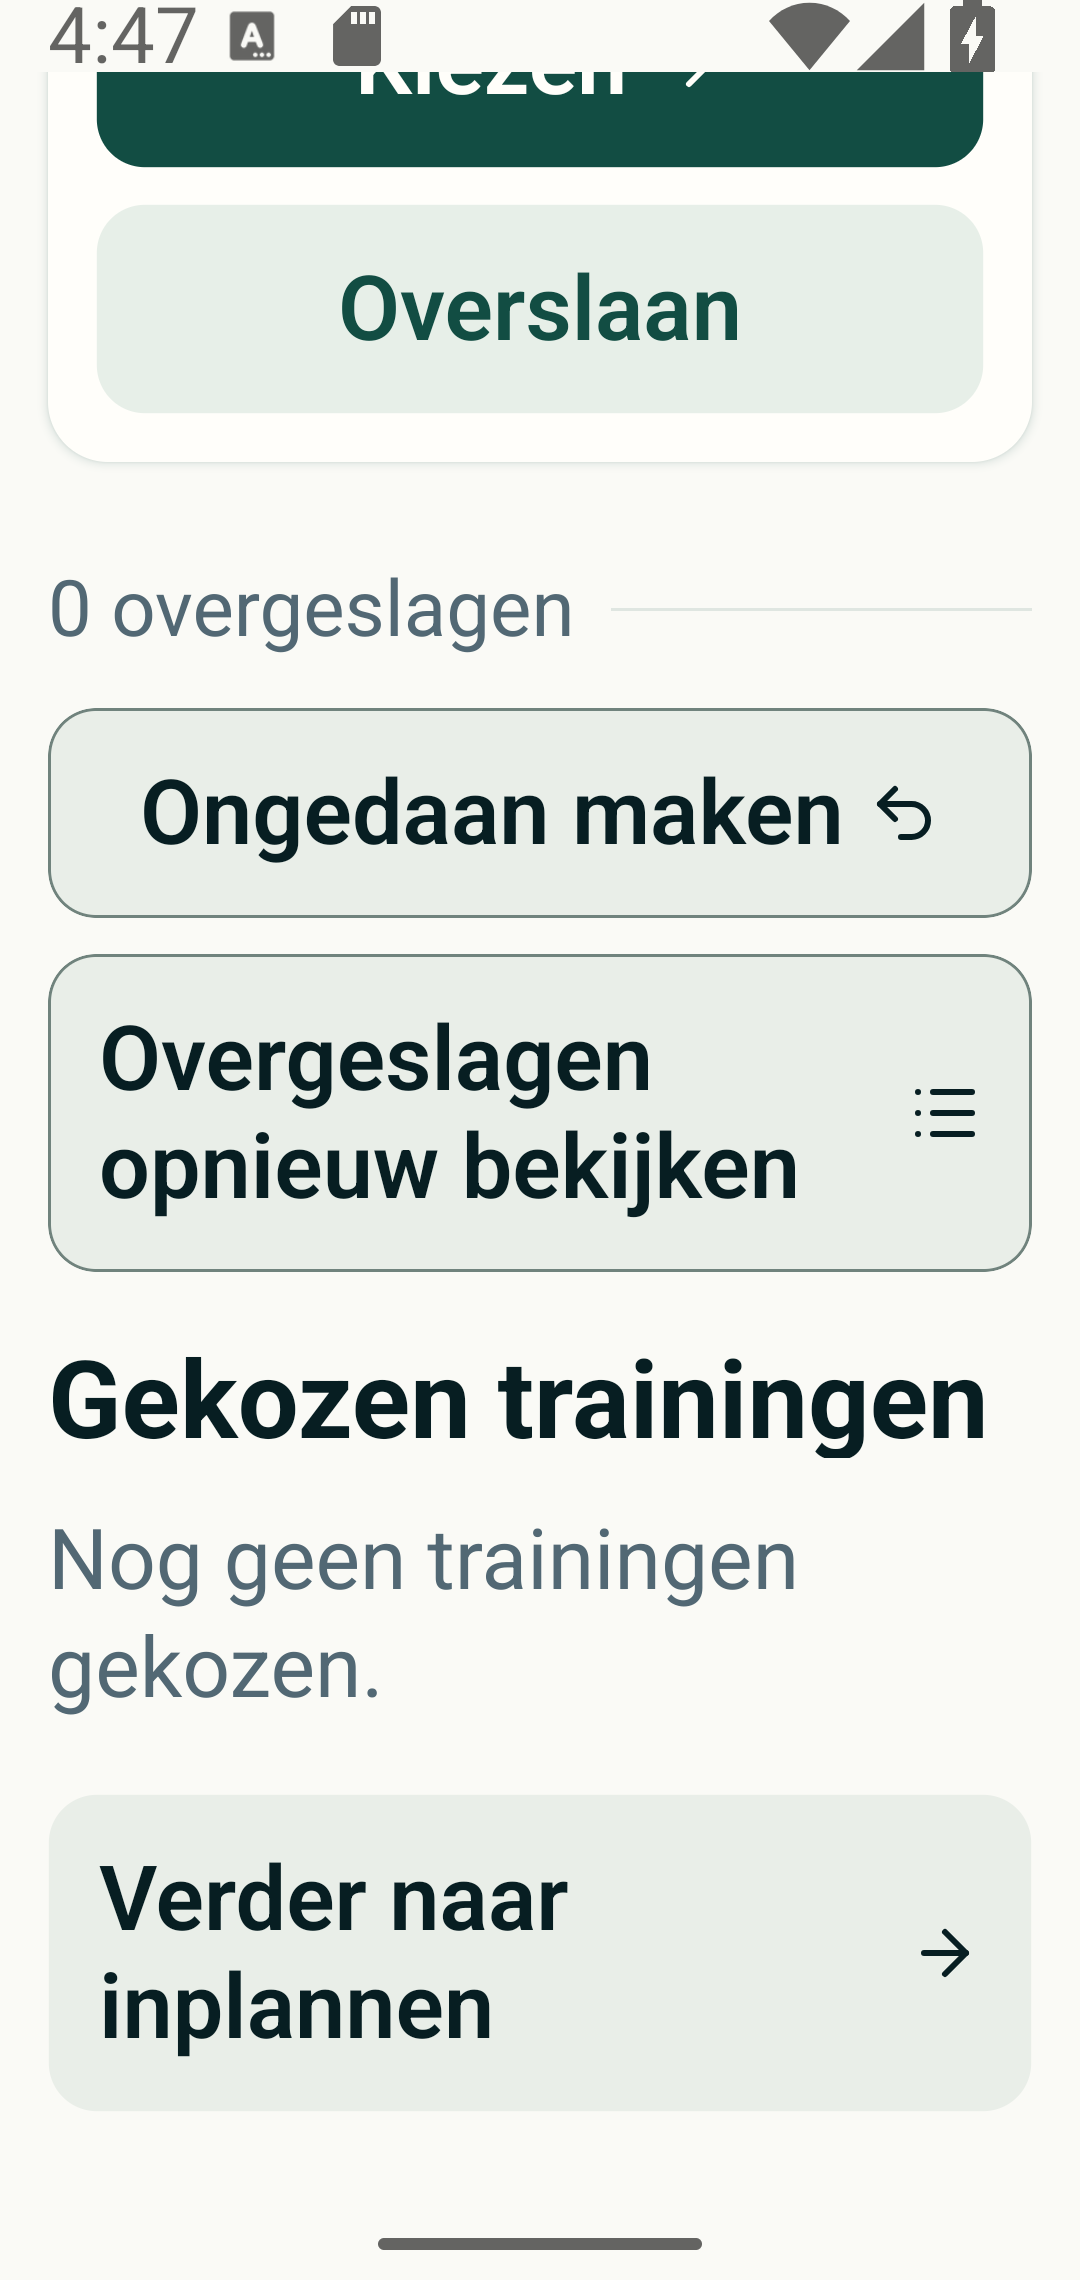 4:47
Kiezen
Overslaan
0 overgeslagen
Ongedaan maken
Overgeslagen
opnieuw bekijken
Gekozen trainingen
Nog geen trainingen
gekozen.
Verder naar
inplannen